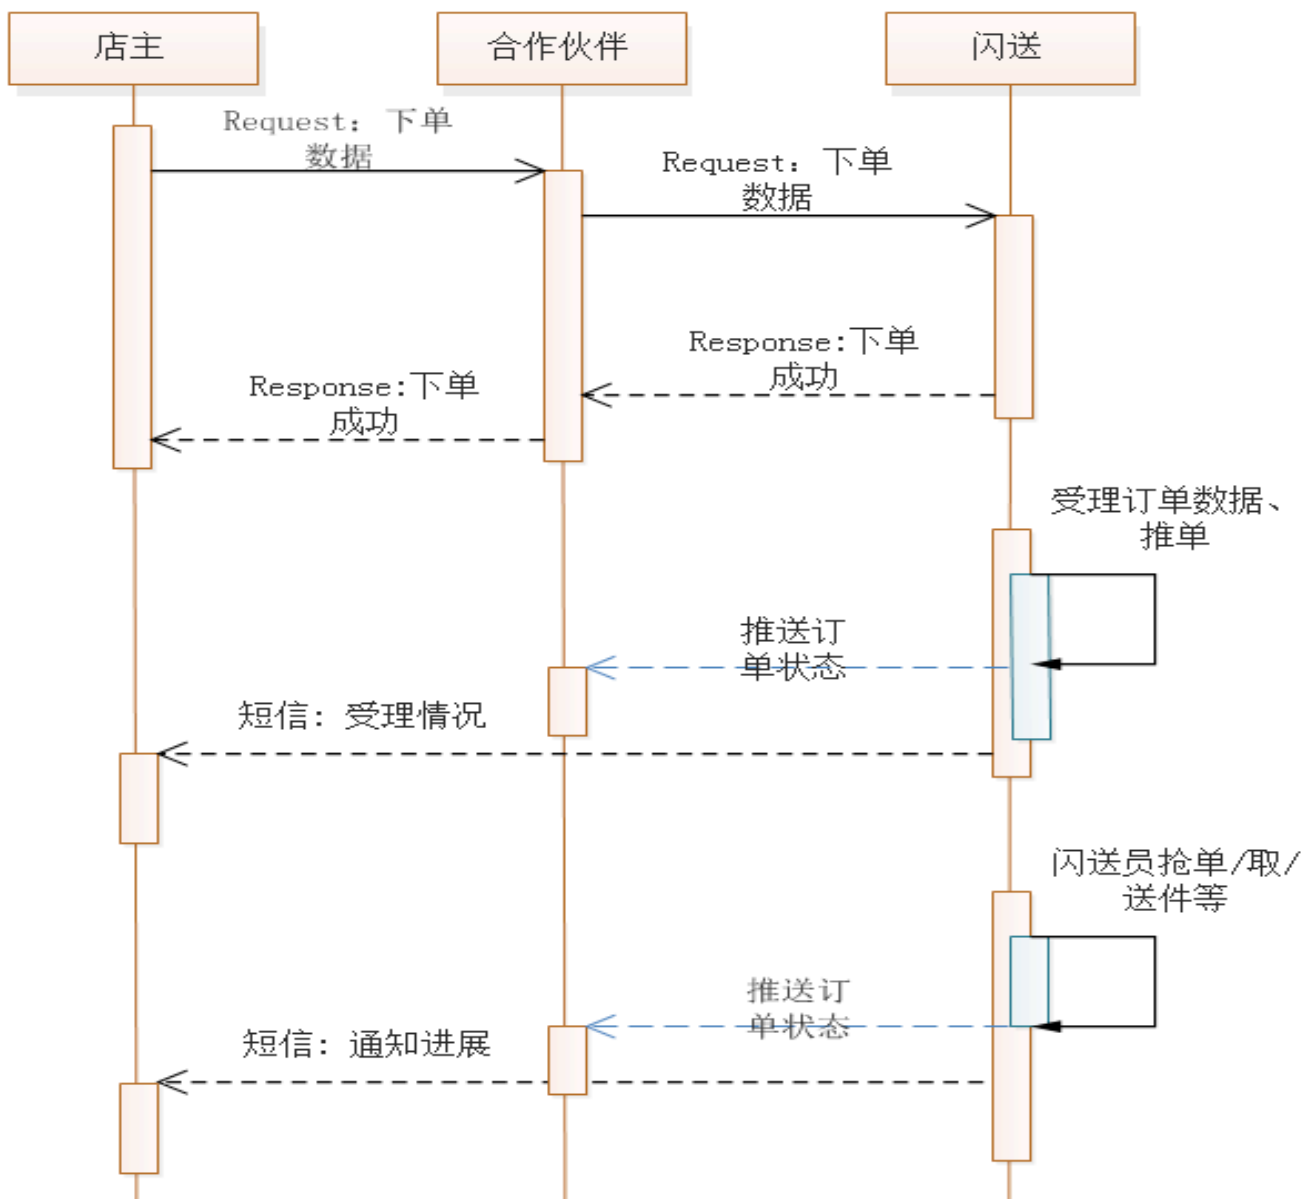 店主
合作伙伴
闪送
Request：下单
数据
Request：下单
数据
Response:下单
成功
Response:下单
成功
受理订单数据、
推单
推送订
单状态
短信：受理情况
闪送员抢单/取/
送件等
推送订
单状态
短信：通知进展